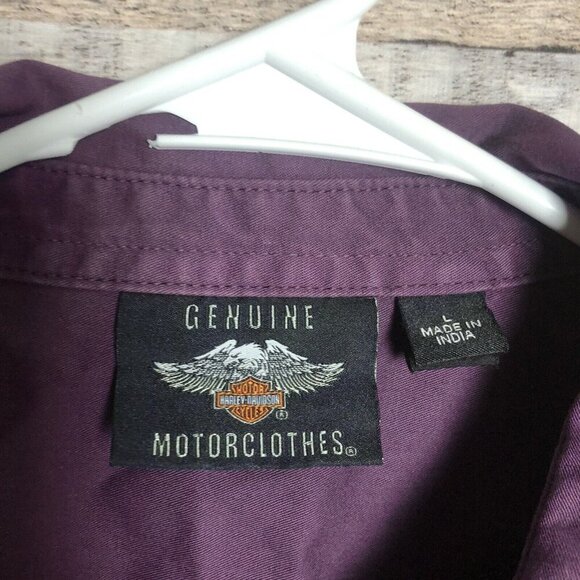 GENUINE
MOTOR
HARLEY-DAVIDSON
CYCLES
®
MOTORCLOTHES®
L
MADE IN
INDIA